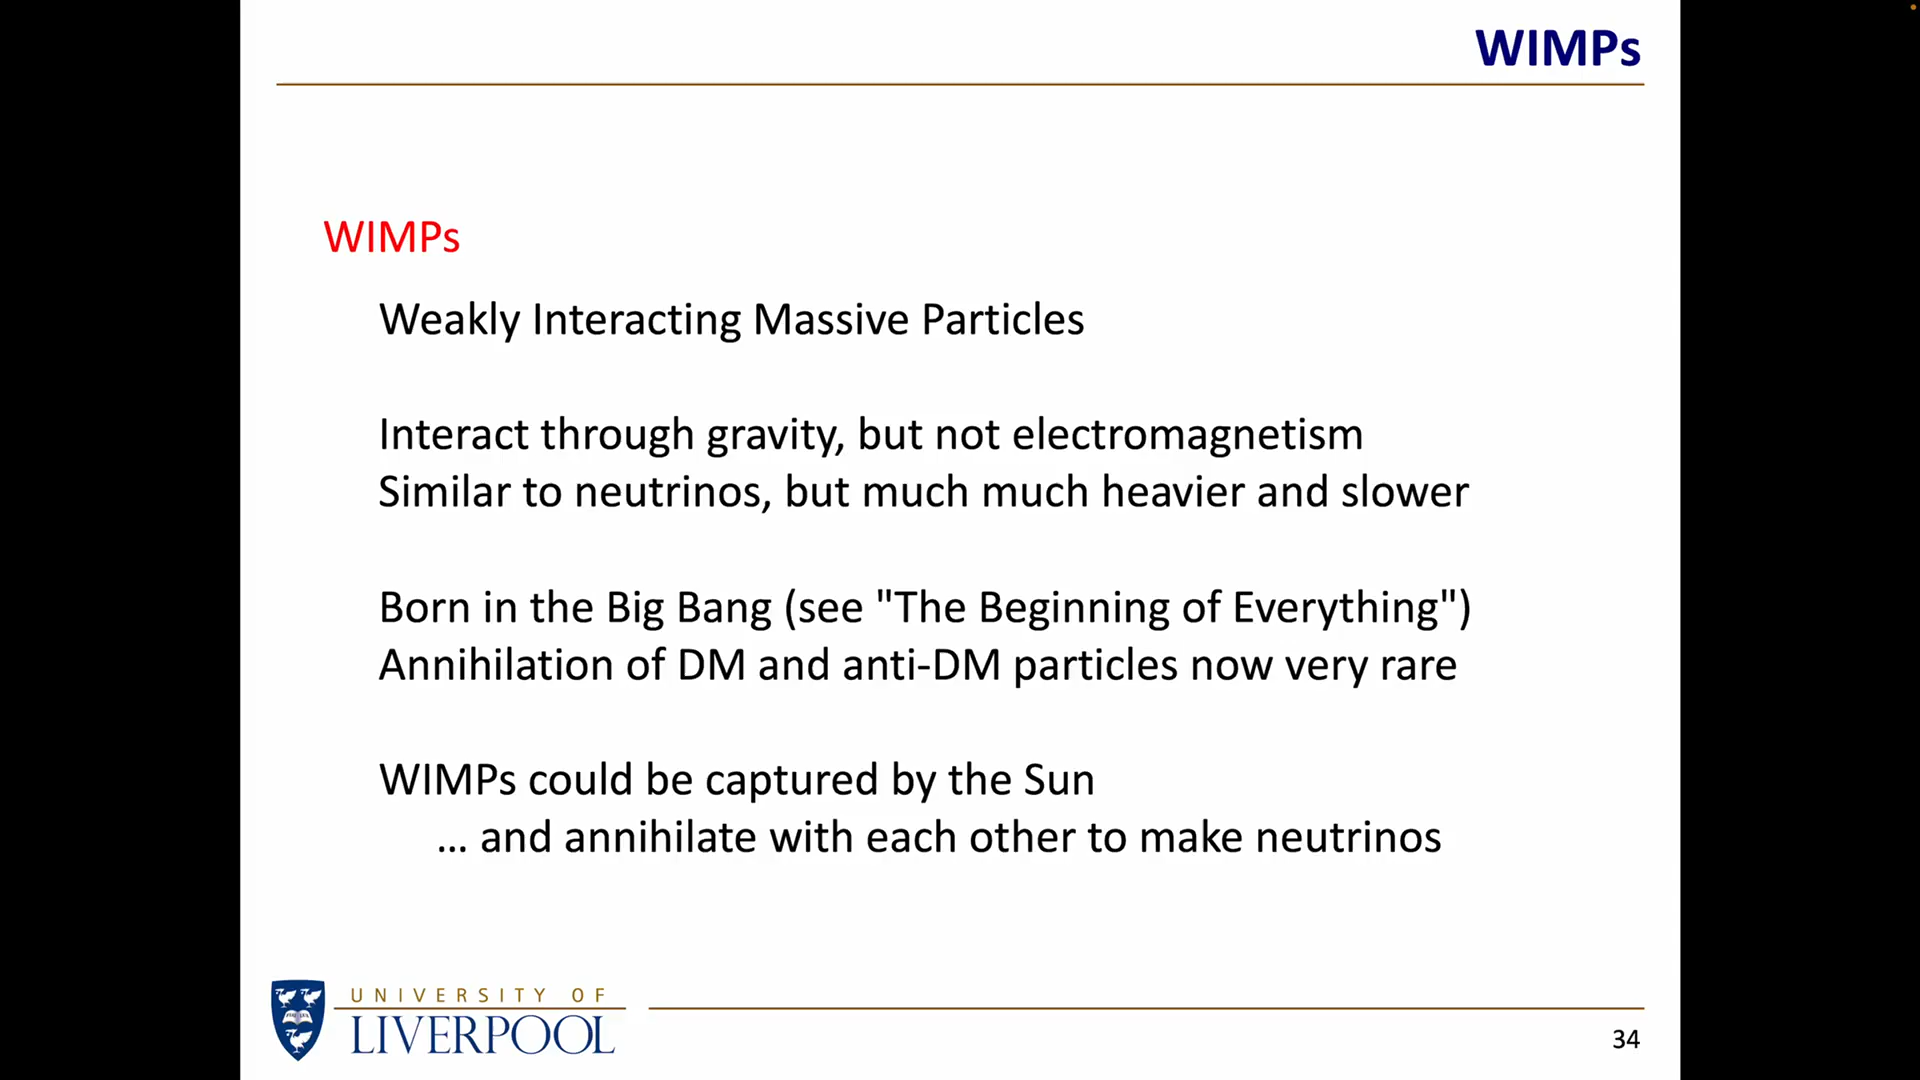 WIMPs
WIMPs
Weakly Interacting Massive Particles
Interact through gravity, but not electromagnetism
Similar to neutrinos, but much much heavier and slower
Born in the Big Bang (see "The Beginning of Everything")
Annihilation of DM and anti-DM particles now very rare
WIMPs could be captured by the Sun
... and annihilate with each other to make neutrinos
UNIVERSITY OF
LIVERPOOL
34